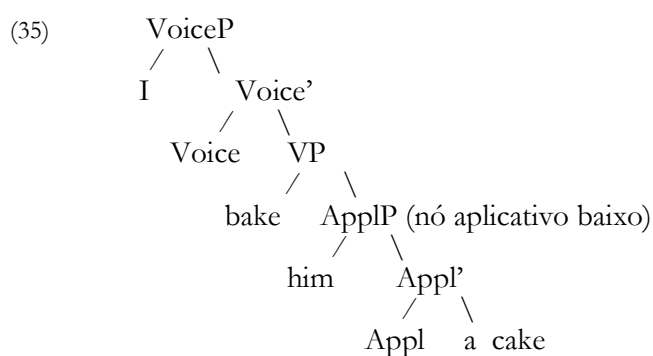 (35) VoiceP
I Voice’
Voice VP
bake ApplP (nó aplicativo baixo)
him Appl’
Appl a cake